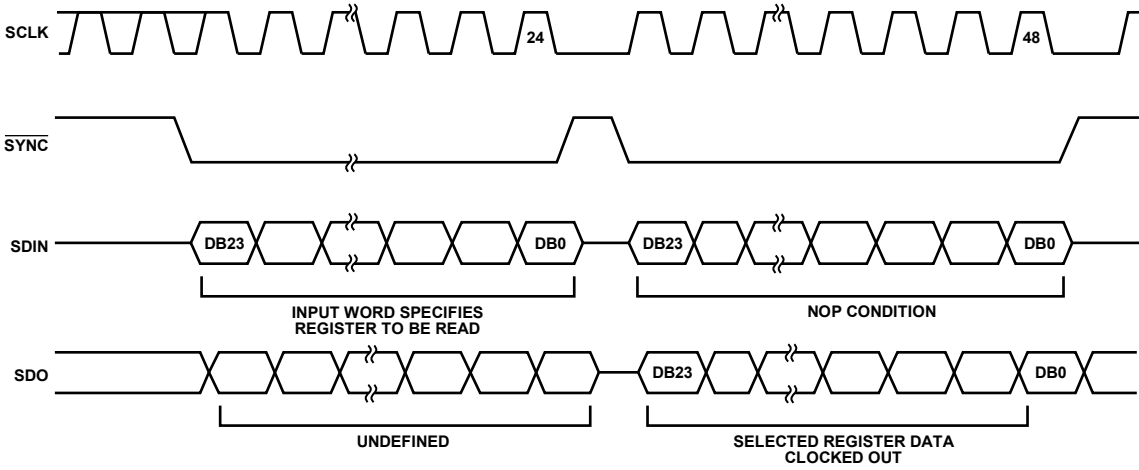 SCLK
24
48
SYNC
SDIN
DB23
DB0
DB23
DB0
INPUT WORD SPECIFIES
REGISTER TO BE READ
NOP CONDITION
SDO
DB23
DB0
UNDEFINED
SELECTED REGISTER DATA
CLOCKED OUT